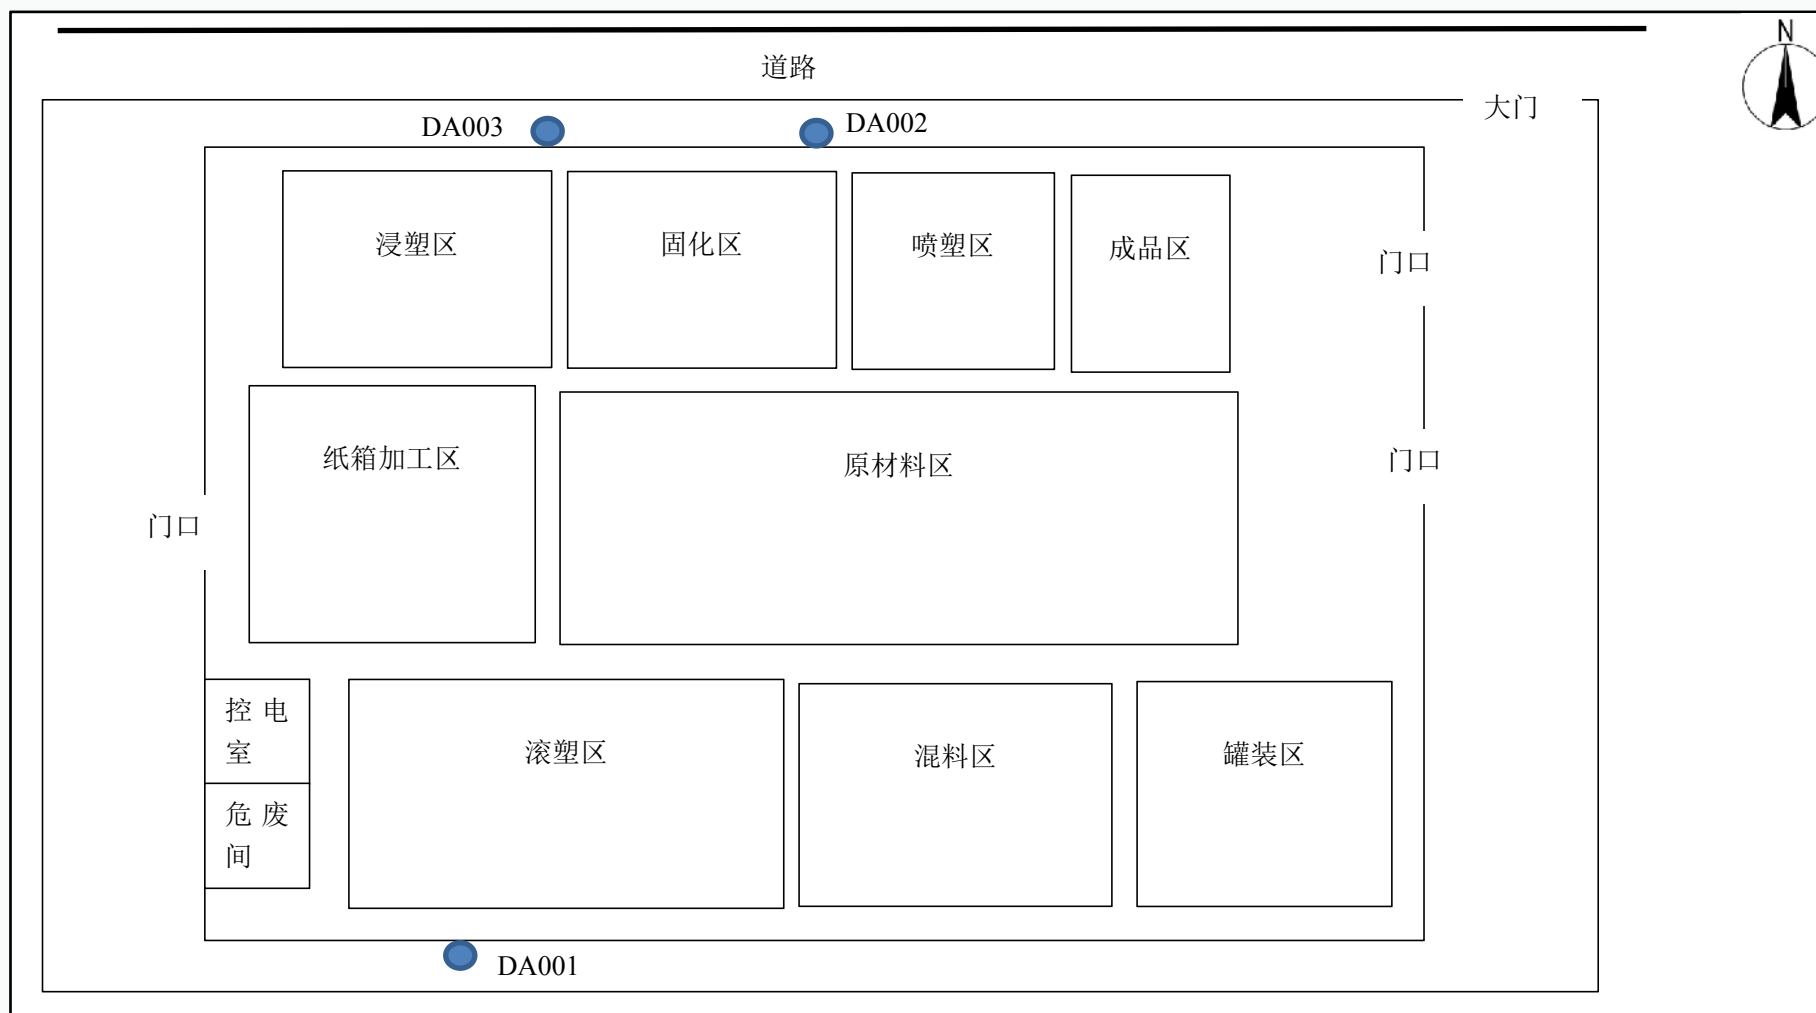 N
道路
大门
DA003
DA002
浸塑区
固化区
喷塑区
成品区
门口
纸箱加工区
原材料区
门口
门口
控电
室
滚塑区
混料区
罐装区
危废
间
DA001